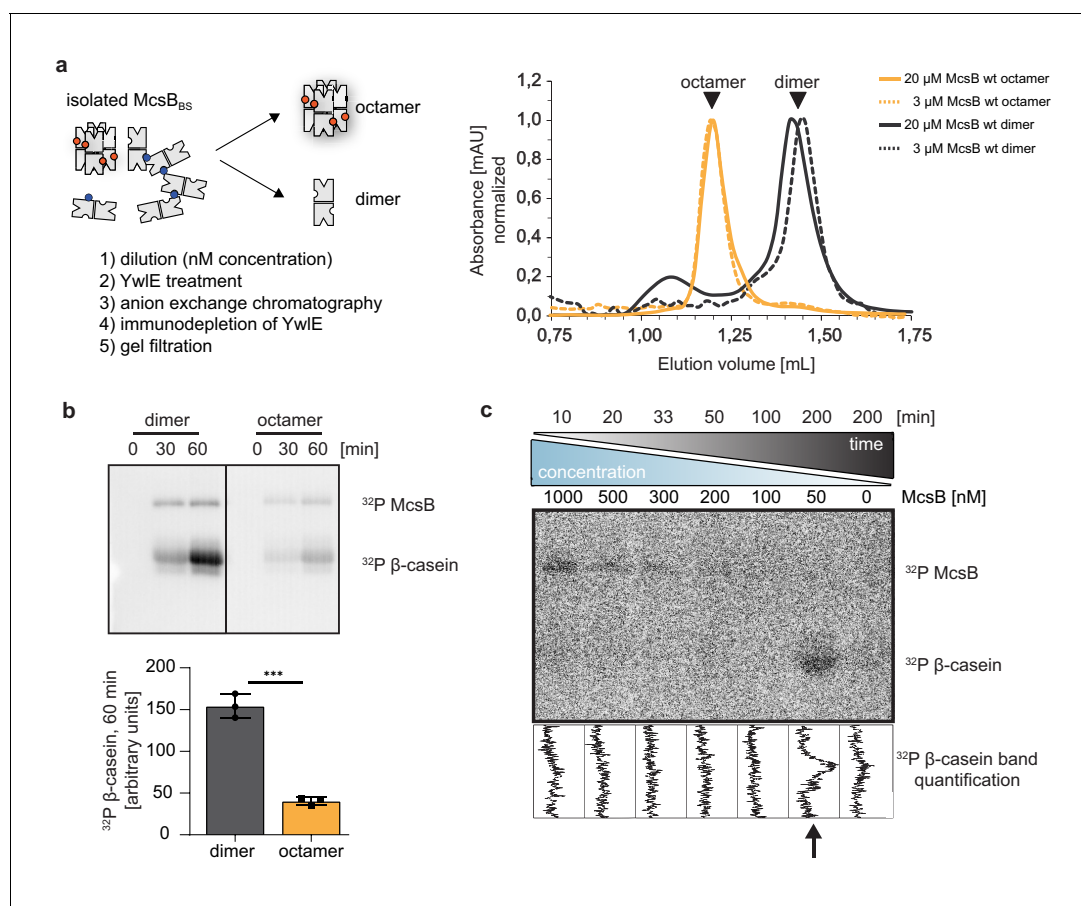 a
isolated McsBBS
octamer
dimer
1) dilution (nM concentration)
2) YwlE treatment
3) anion exchange chromatography
4) immunodepletion of YwlE
5) gel filtration
octamer dimer
20 µM McsB wt octamer
3 µM McsB wt octamer
20 µM McsB wt dimer
3 µM McsB wt dimer
Absorbance [mAU]
normalized
1,2
1,0
0,8
0,6
0,4
0,2
0,0
0,75 1,00 1,25 1,50 1,75
Elution volume [mL]
b
dimer octamer
0 30 60 0 30 60 [min]
32P McsB
32P β-casein
32P β-casein, 60 min
[arbitrary units]
200
150
100
50
0
***
dimer octamer
c
10 20 33 50 100 200 200 [min]
time
concentration
1000 500 300 200 100 50 0 McsB [nM]
32P McsB
32P β-casein
32P β-casein band
quantification